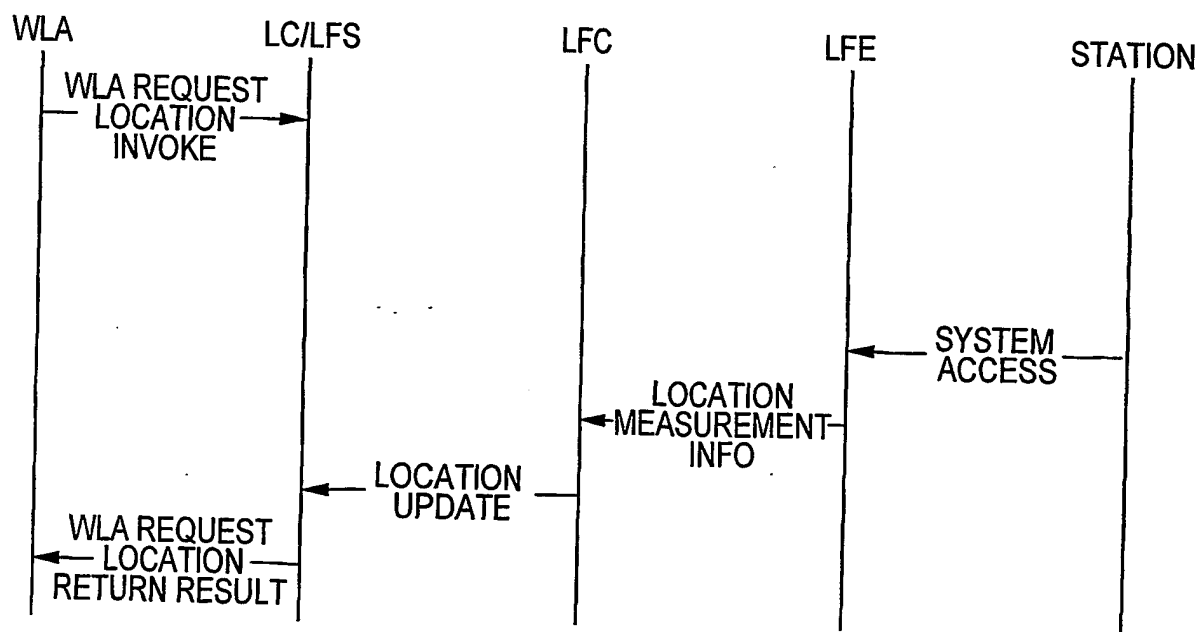 WLA
LC/LFS
LFC
LFE
STATION
WLA REQUEST
LOCATION
INVOKE
SYSTEM
ACCESS
LOCATION
MEASUREMENT
INFO
LOCATION
UPDATE
WLA REQUEST
LOCATION
RETURN RESULT